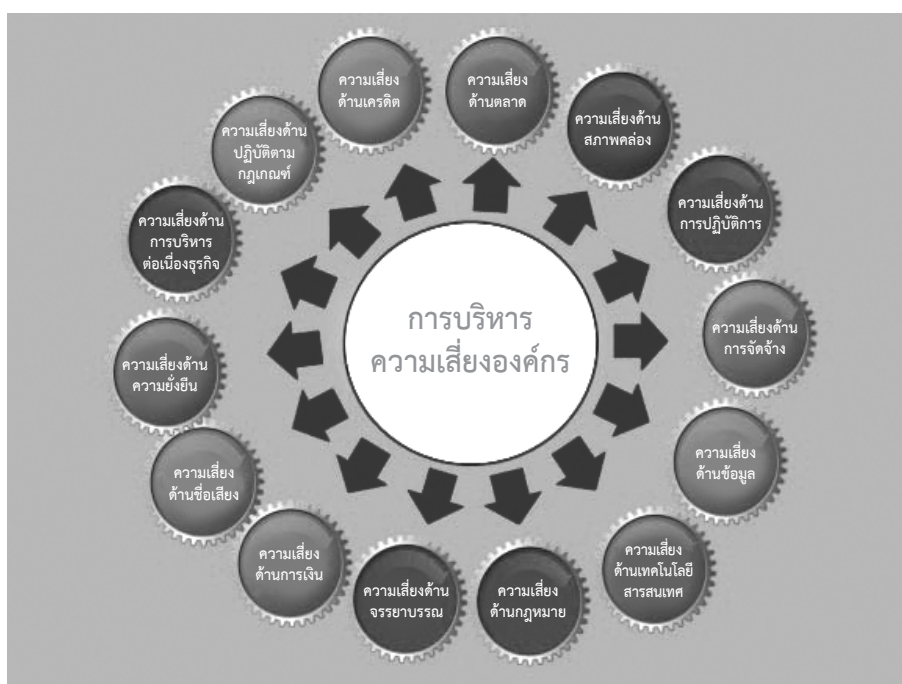 การบริหาร
ความเสี่ยงองค์กร
ความเสี่ยง
ด้านเครดิต
ความเสี่ยง
ด้านตลาด
ความเสี่ยงด้าน
สภาพคล่อง
ความเสี่ยงด้าน
การปฏิบัติการ
ความเสี่ยงด้าน
การจัดจ้าง
ความเสี่ยง
ด้านข้อมูล
ความเสี่ยง
ด้านเทคโนโลยี
สารสนเทศ
ความเสี่ยง
ด้านกฎหมาย
ความเสี่ยงด้าน
จรรยาบรรณ
ความเสี่ยง
ด้านการเงิน
ความเสี่ยง
ด้านชื่อเสียง
ความเสี่ยงด้าน
ความยั่งยืน
ความเสี่ยงด้าน
การบริหาร
ต่อเนื่องธุรกิจ
ความเสี่ยงด้าน
ปฏิบัติตาม
กฎเกณฑ์